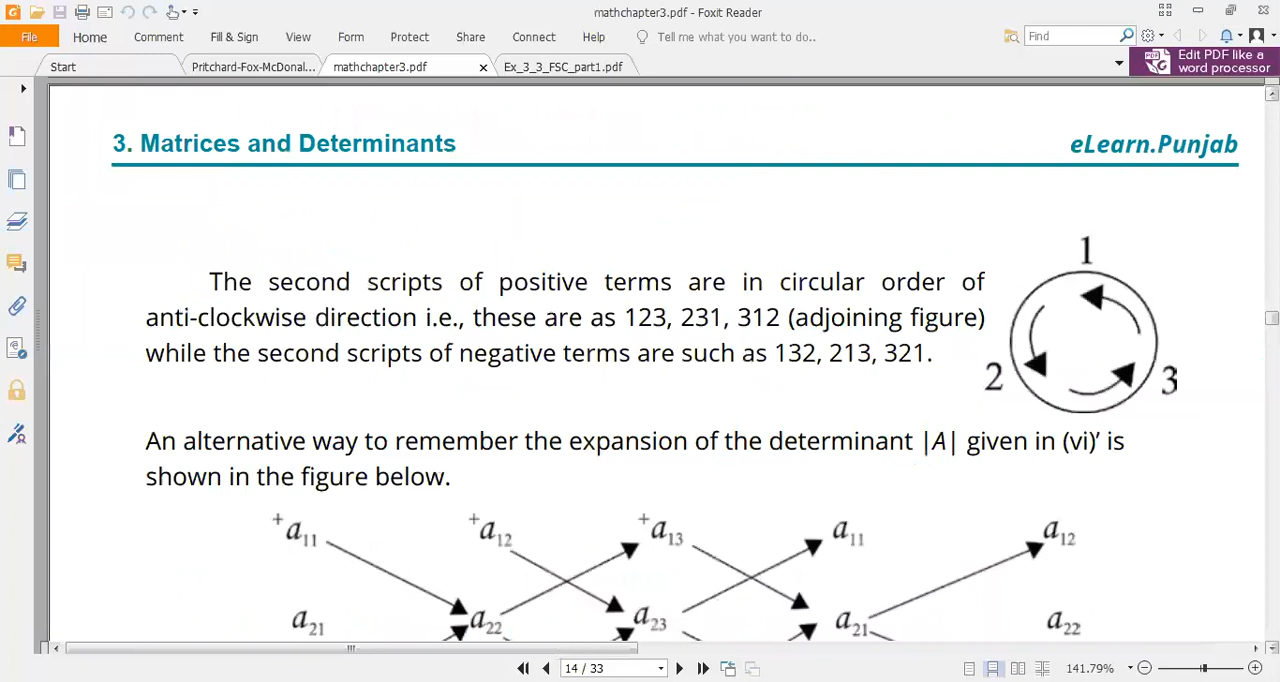 mathchapter3.pdf - Foxit Reader
File Home Comment Fill & Sign View Form Protect Share Connect Help Tell me what you want to do.. Find
Start Pritchard-Fox-McDonal... mathchapter3.pdf Ex_3_3_FSC_part1.pdf
Edit PDF like a
word processor
3. Matrices and Determinants eLearn.Punjab
The second scripts of positive terms are in circular order of
anti-clockwise direction i.e., these are as 123, 231, 312 (adjoining figure)
while the second scripts of negative terms are such as 132, 213, 321.
1
2 3
An alternative way to remember the expansion of the determinant |A| given in (vi)’ is
shown in the figure below.
+a11 +a12 +a13 a11 a12
a21 a22 a23 a21 a22
14 / 33 141.79%